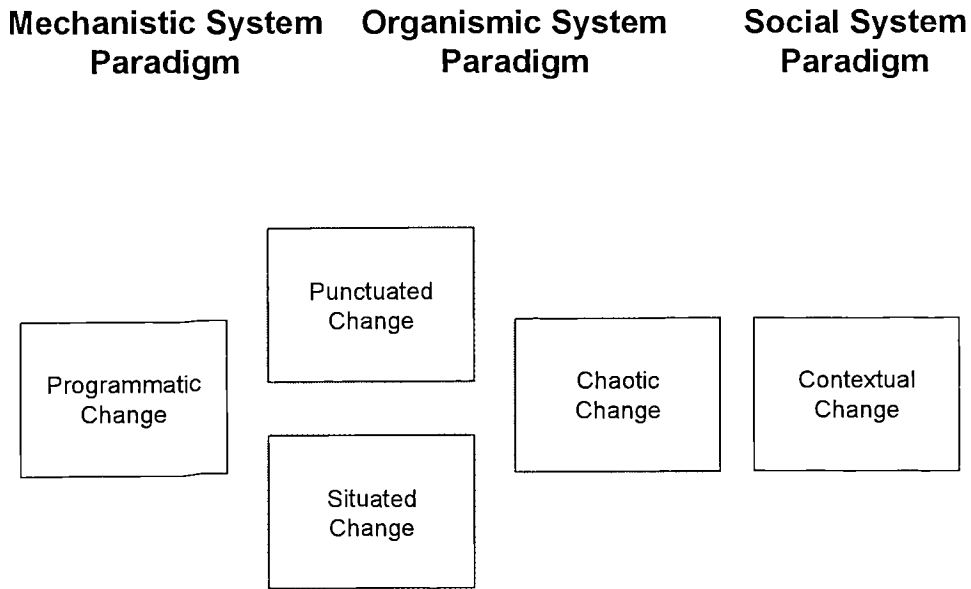 Mechanistic System
Paradigm
Organismic System
Paradigm
Social System
Paradigm
Punctuated
Change
Programmatic
Change
Chaotic
Change
Contextual
Change
Situated
Change